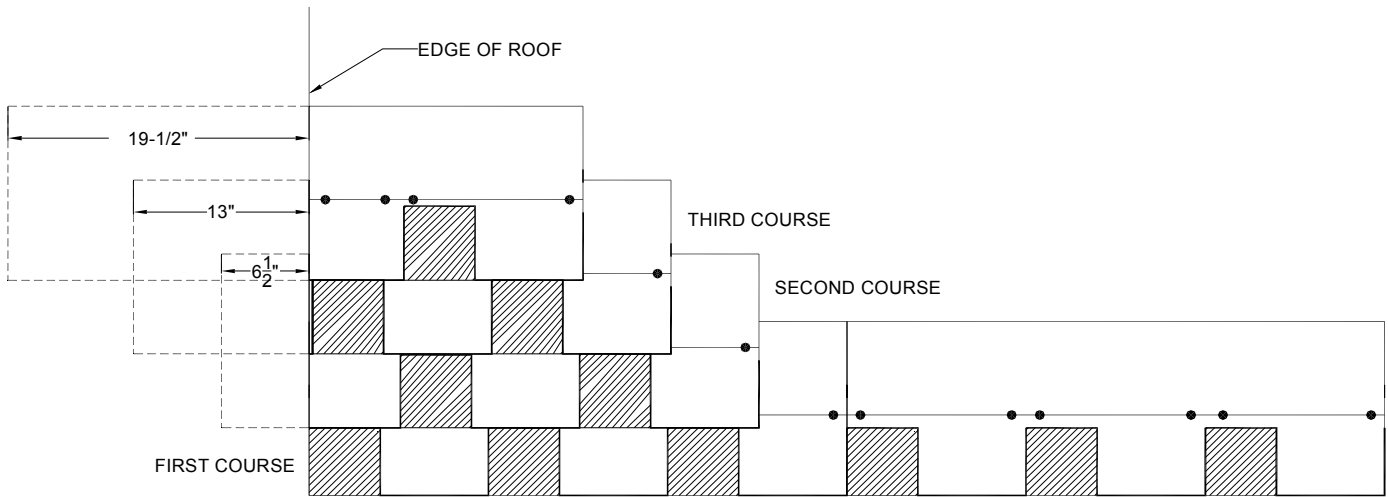 EDGE OF ROOF
19-1/2"
13"
THIRD COURSE
6 1/2"
SECOND COURSE
FIRST COURSE